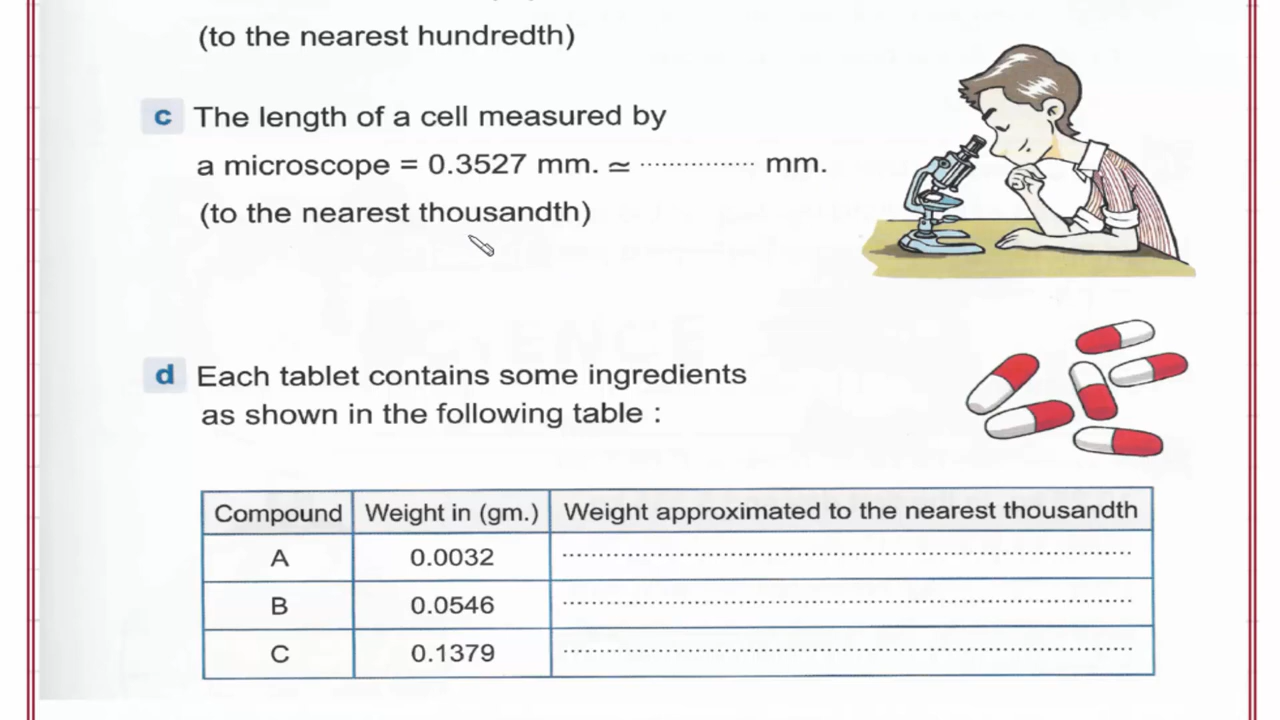 (to the nearest hundredth)
c The length of a cell measured by
a microscope = 0.3527 mm. ≃ ................ mm.
(to the nearest thousandth)
d Each tablet contains some ingredients
as shown in the following table :
Compound Weight in (gm.) Weight approximated to the nearest thousandth
A 0.0032 ................................................
B 0.0546 ................................................
C 0.1379 ................................................